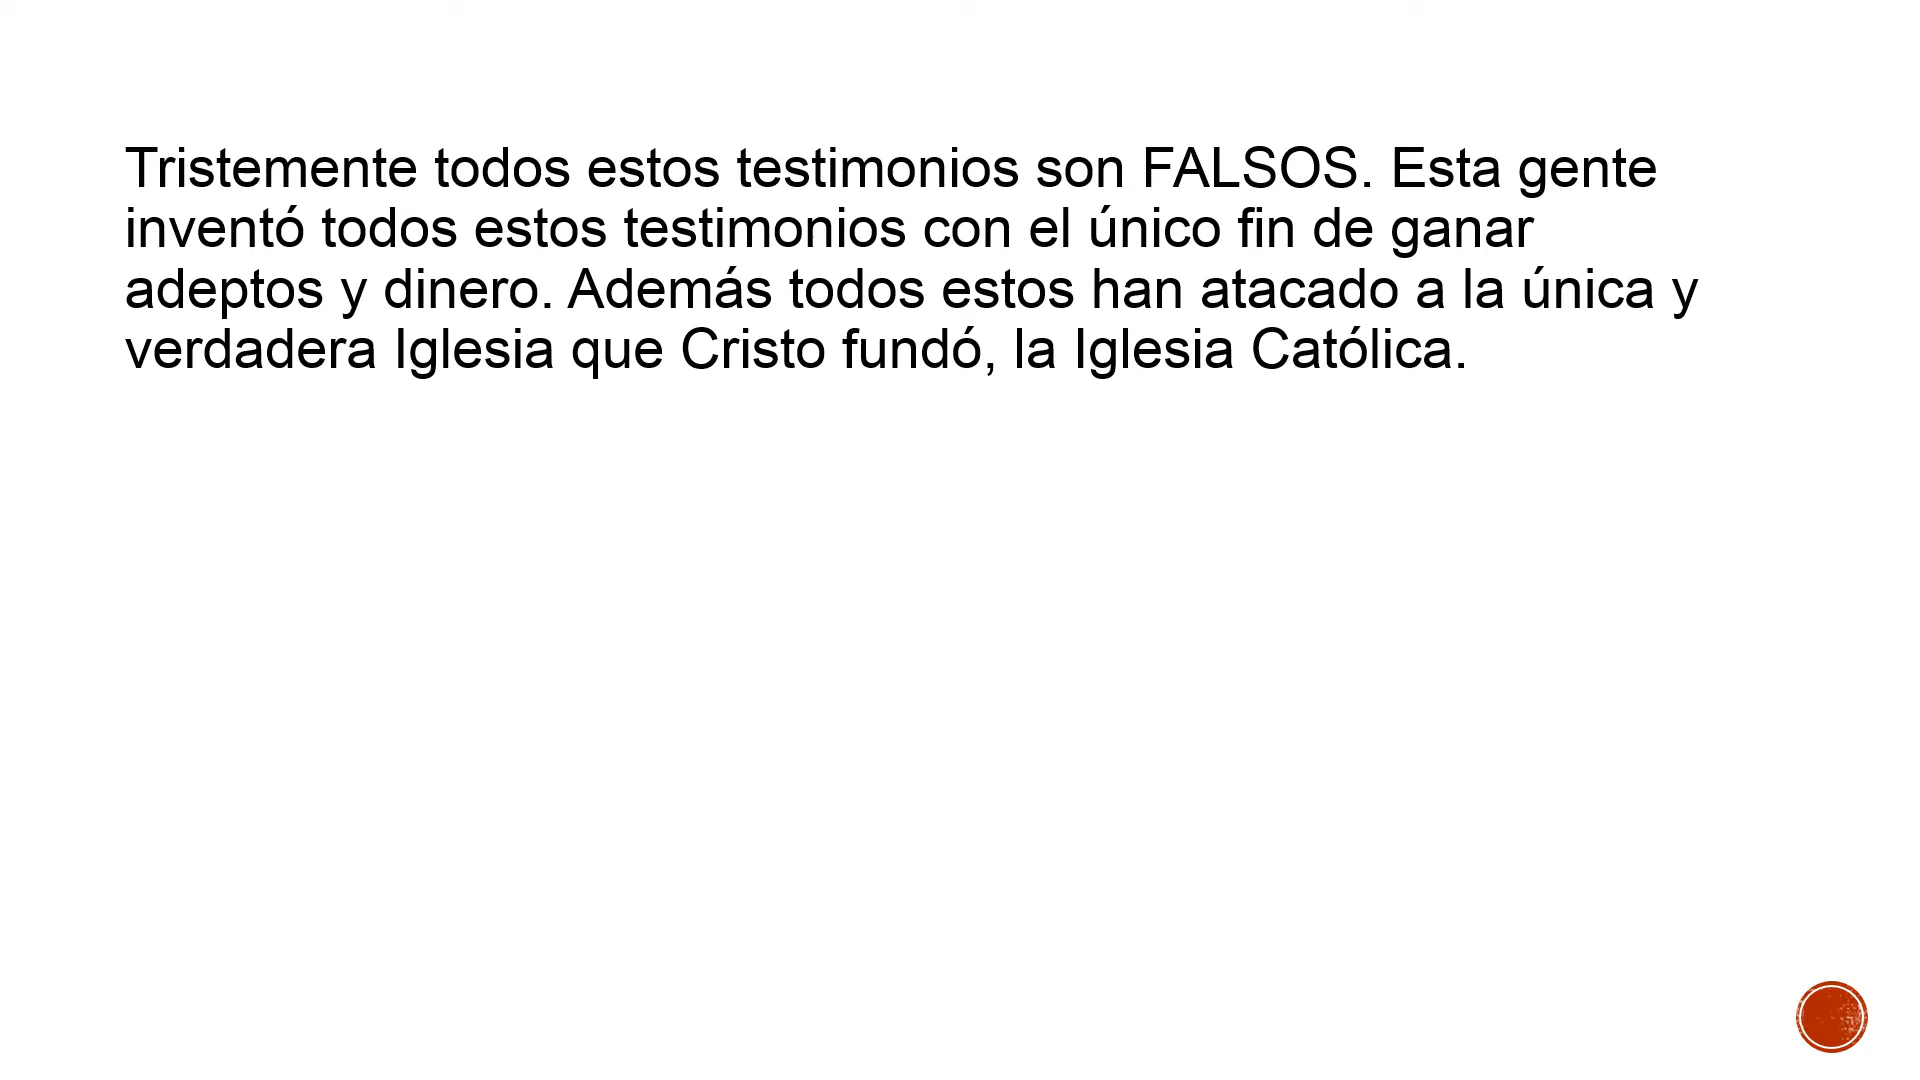 Tristemente todos estos testimonios son FALSOS. Esta gente
inventó todos estos testimonios con el único fin de ganar
adeptos y dinero. Además todos estos han atacado a la única y
verdadera Iglesia que Cristo fundó, la Iglesia Católica.